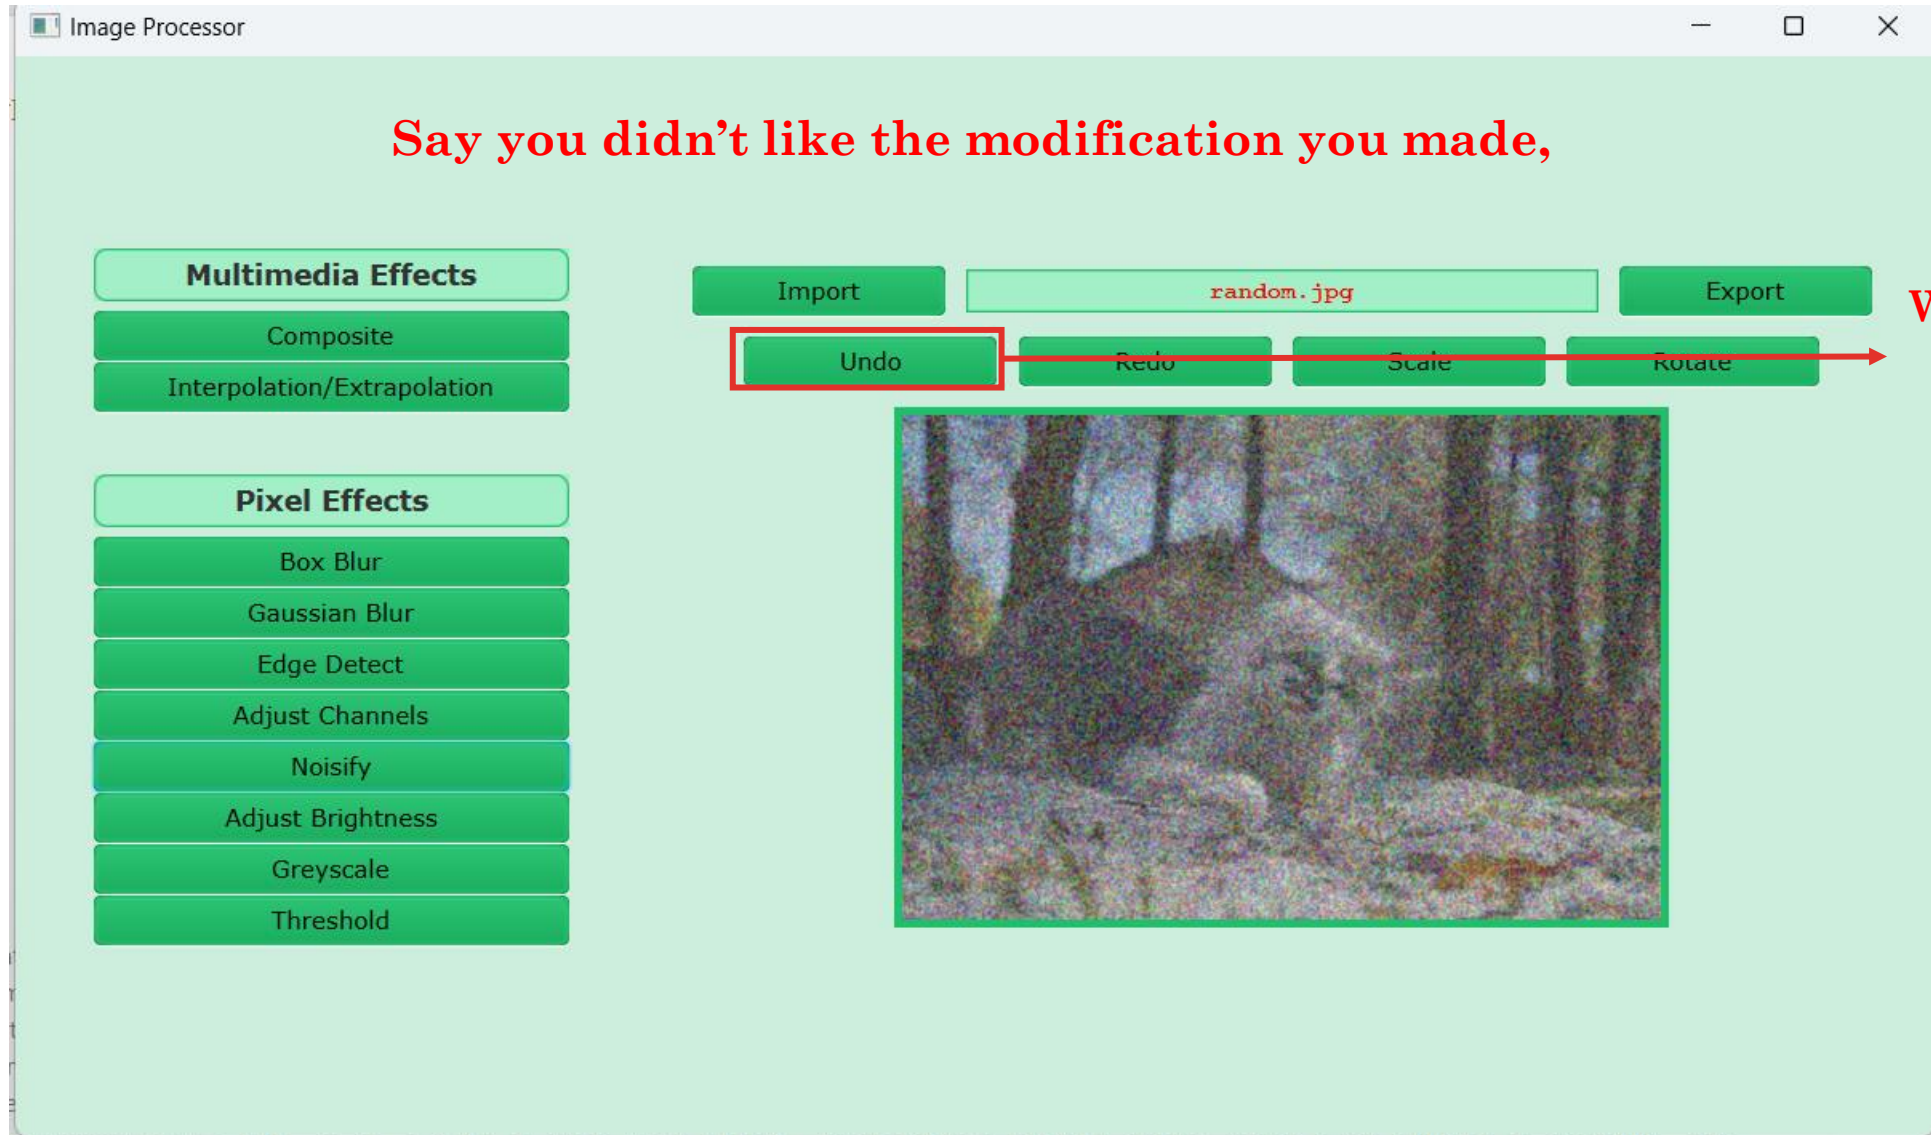 Image Processor
Say you didn't like the modification you made,
Multimedia Effects
Composite
Interpolation/Extrapolation
Import
random.jpg
Export
Undo
Redo
Scale
Rotate
Pixel Effects
Box Blur
Gaussian Blur
Edge Detect
Adjust Channels
Noisify
Adjust Brightness
Greyscale
Threshold